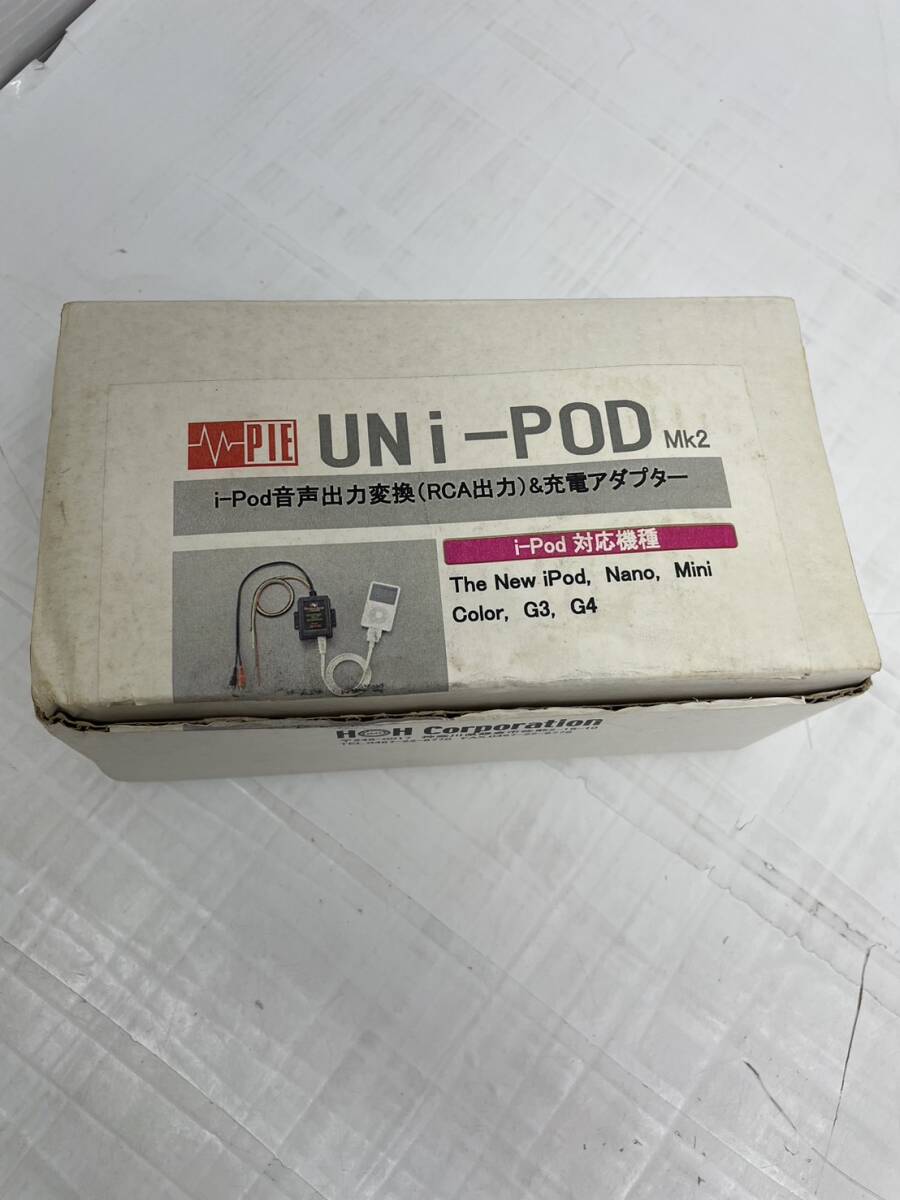 PIE
UNi-POD Mk2
i-Pod音声出力変換(RCA出力)&充電アダプター
i-Pod 対応機種
The New iPod, Nano, Mini
Color, G3, G4
H H Corporation